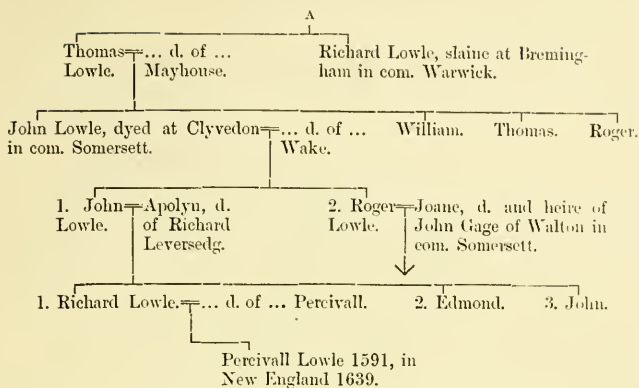 A
Thomas=... d. of ...
Lowle. Mayhouse.
Richard Lowle, slaine at Breming-
ham in com. Warwick.
John Lowle, dyed at Clyvedon=... d. of ...
in com. Somersett. Wake.
William. Thomas. Roger.
1. John=Apolyn, d.
Lowle. of Richard
Leversedg.
2. Roger=Joane, d. and heire of
Lowle. John Gage of Walton in
com. Somersett.
1. Richard Lowle.=... d. of ... Percivall. 2. Edmond. 3. John.
Percivall Lowle 1591, in
New England 1639.